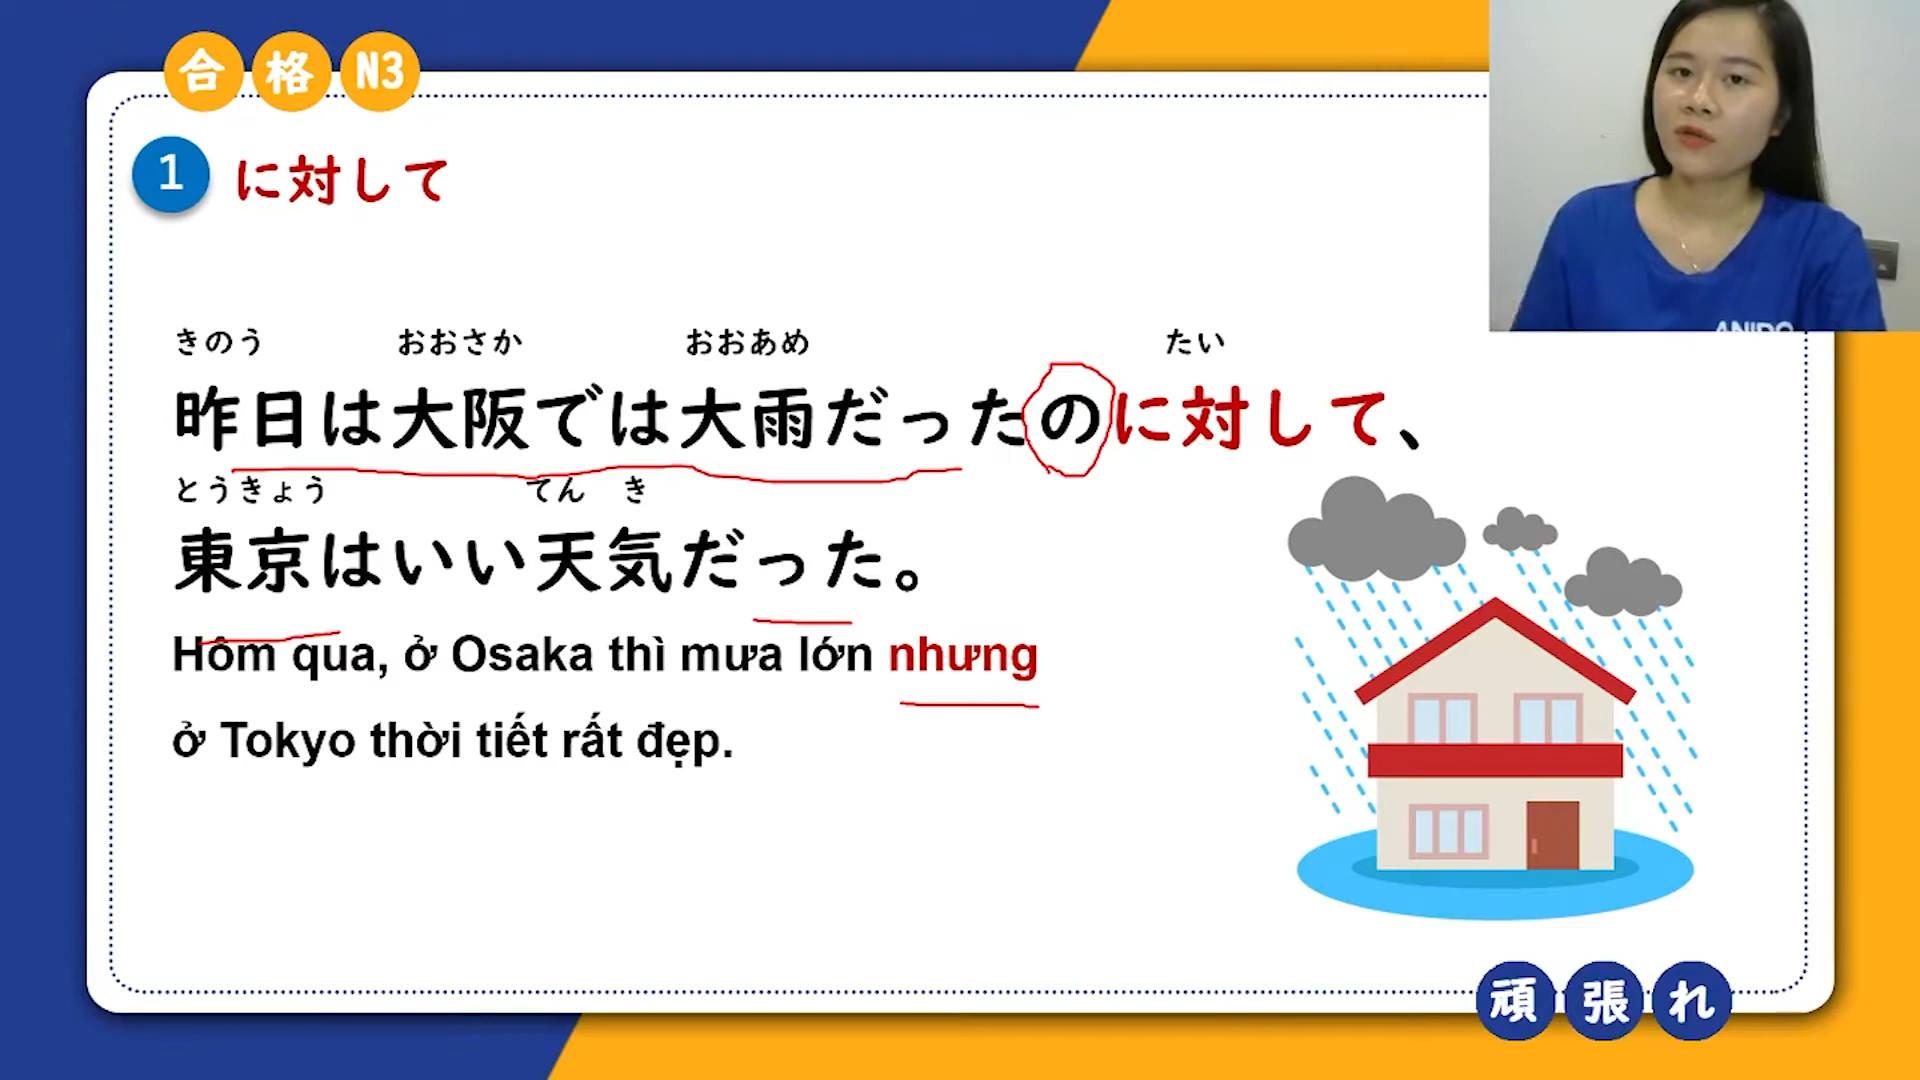 合格N3
1 に対して
きのう おおさか おおあめ たい
昨日は大阪では大雨だったのに対して、
とうきょう てん き
東京はいい天気だった。
Hôm qua, ở Osaka thì mưa lớn nhưng
ở Tokyo thời tiết rất đẹp.
頑張れ